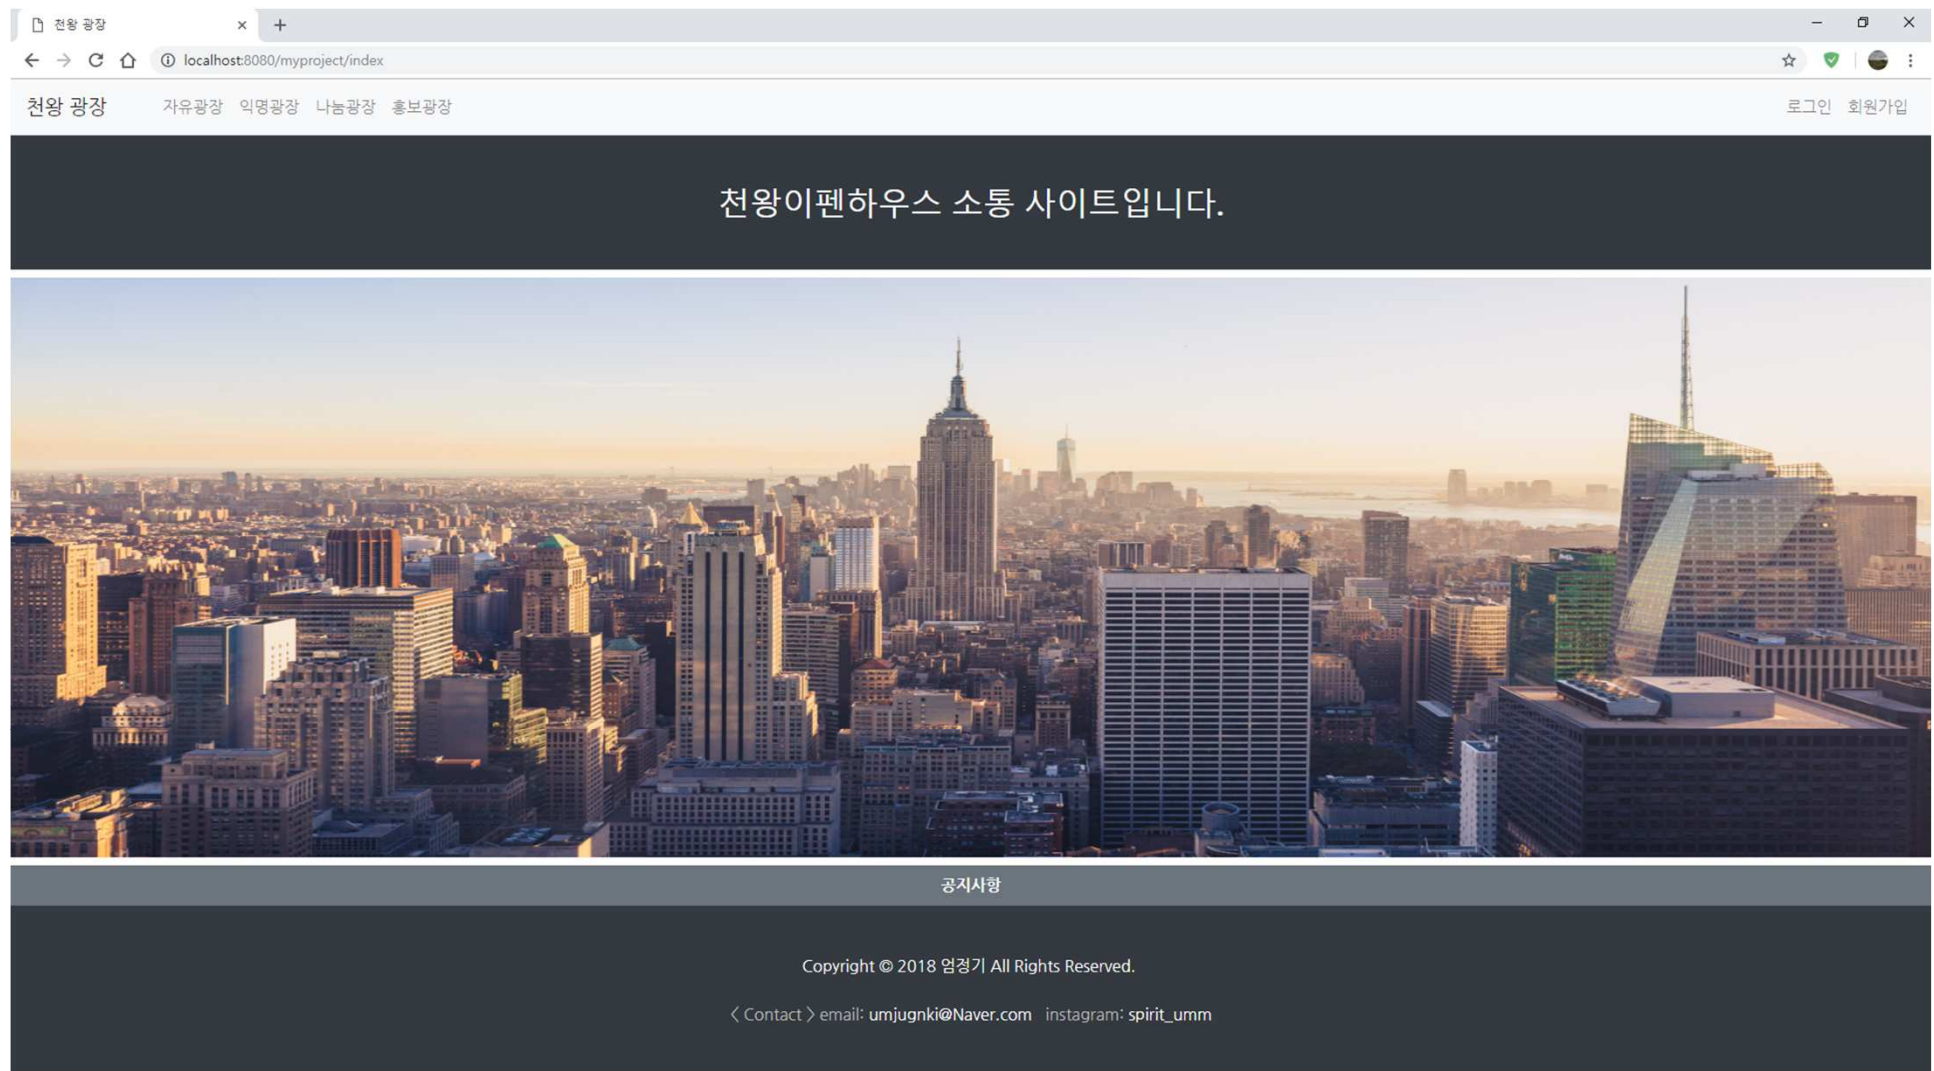 천왕 광장
localhost:8080/myproject/index
천왕 광장 자유광장 익명광장 나눔광장 홍보광장 로그인 회원가입
천왕이펜하우스 소통 사이트입니다.
공지사항
Copyright © 2018 엄정기 All Rights Reserved.
< Contact > email: umjugnki@Naver.com instagram: spirit_umm